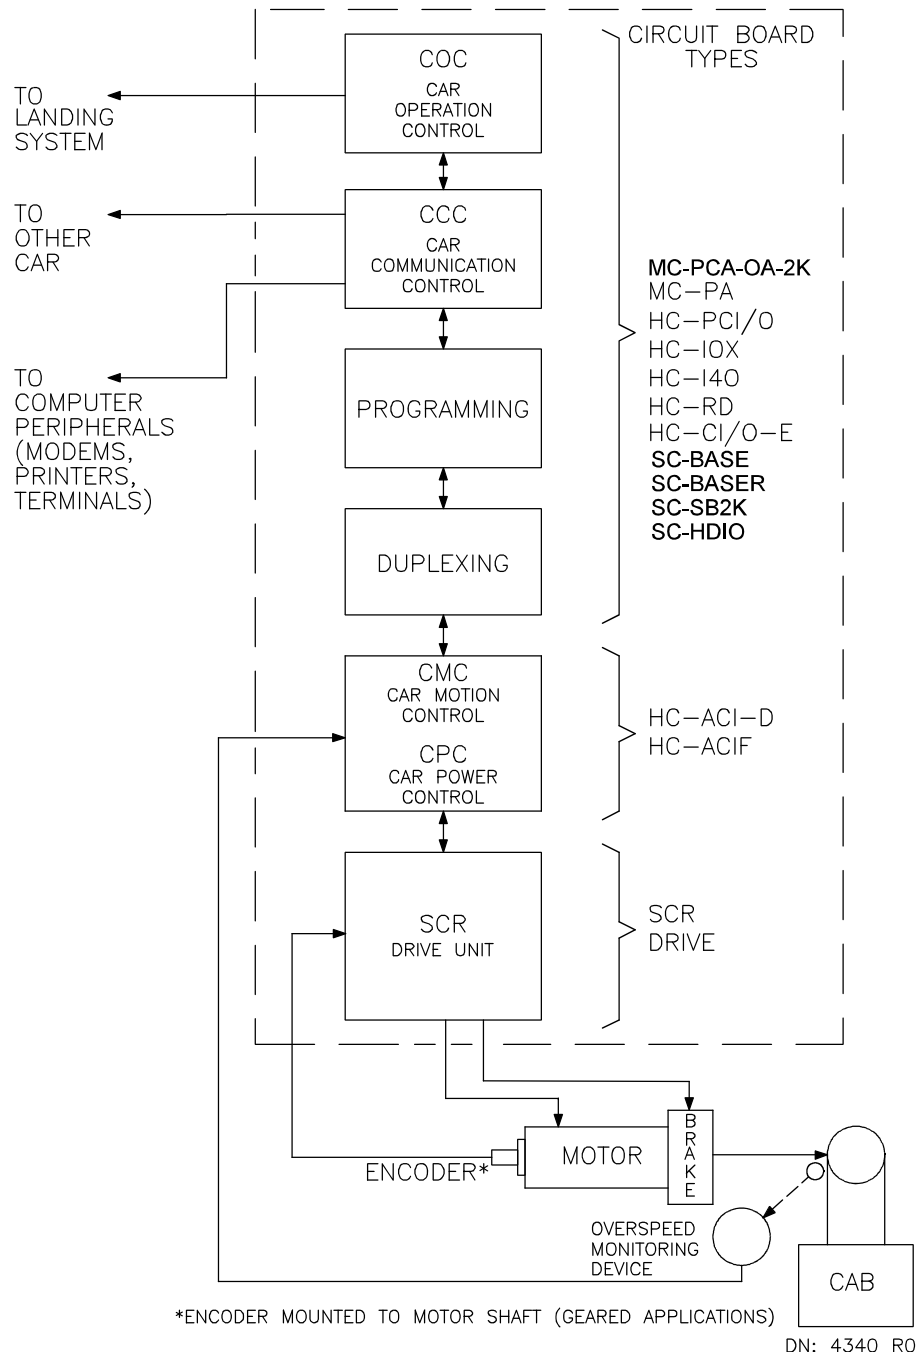 CIRCUIT BOARD
TYPES
COC
CAR
OPERATION
CONTROL
TO
LANDING
SYSTEM
CCC
CAR
COMMUNICATION
CONTROL
TO
OTHER
CAR
TO
COMPUTER
PERIPHERALS
(MODEMS,
PRINTERS,
TERMINALS)
PROGRAMMING
DUPLEXING
MC-PCA-OA-2K
MC-PA
HC-PCI/O
HC-IOX
HC-I4O
HC-RD
HC-CI/O-E
SC-BASE
SC-BASER
SC-SB2K
SC-HDIO
CMC
CAR MOTION
CONTROL
CPC
CAR POWER
CONTROL
HC-ACI-D
HC-ACIF
SCR
DRIVE UNIT
SCR
DRIVE
ENCODER*
MOTOR
BRAKE
OVERSPEED
MONITORING
DEVICE
CAB
*ENCODER MOUNTED TO MOTOR SHAFT (GEARED APPLICATIONS)
DN: 4340 R0